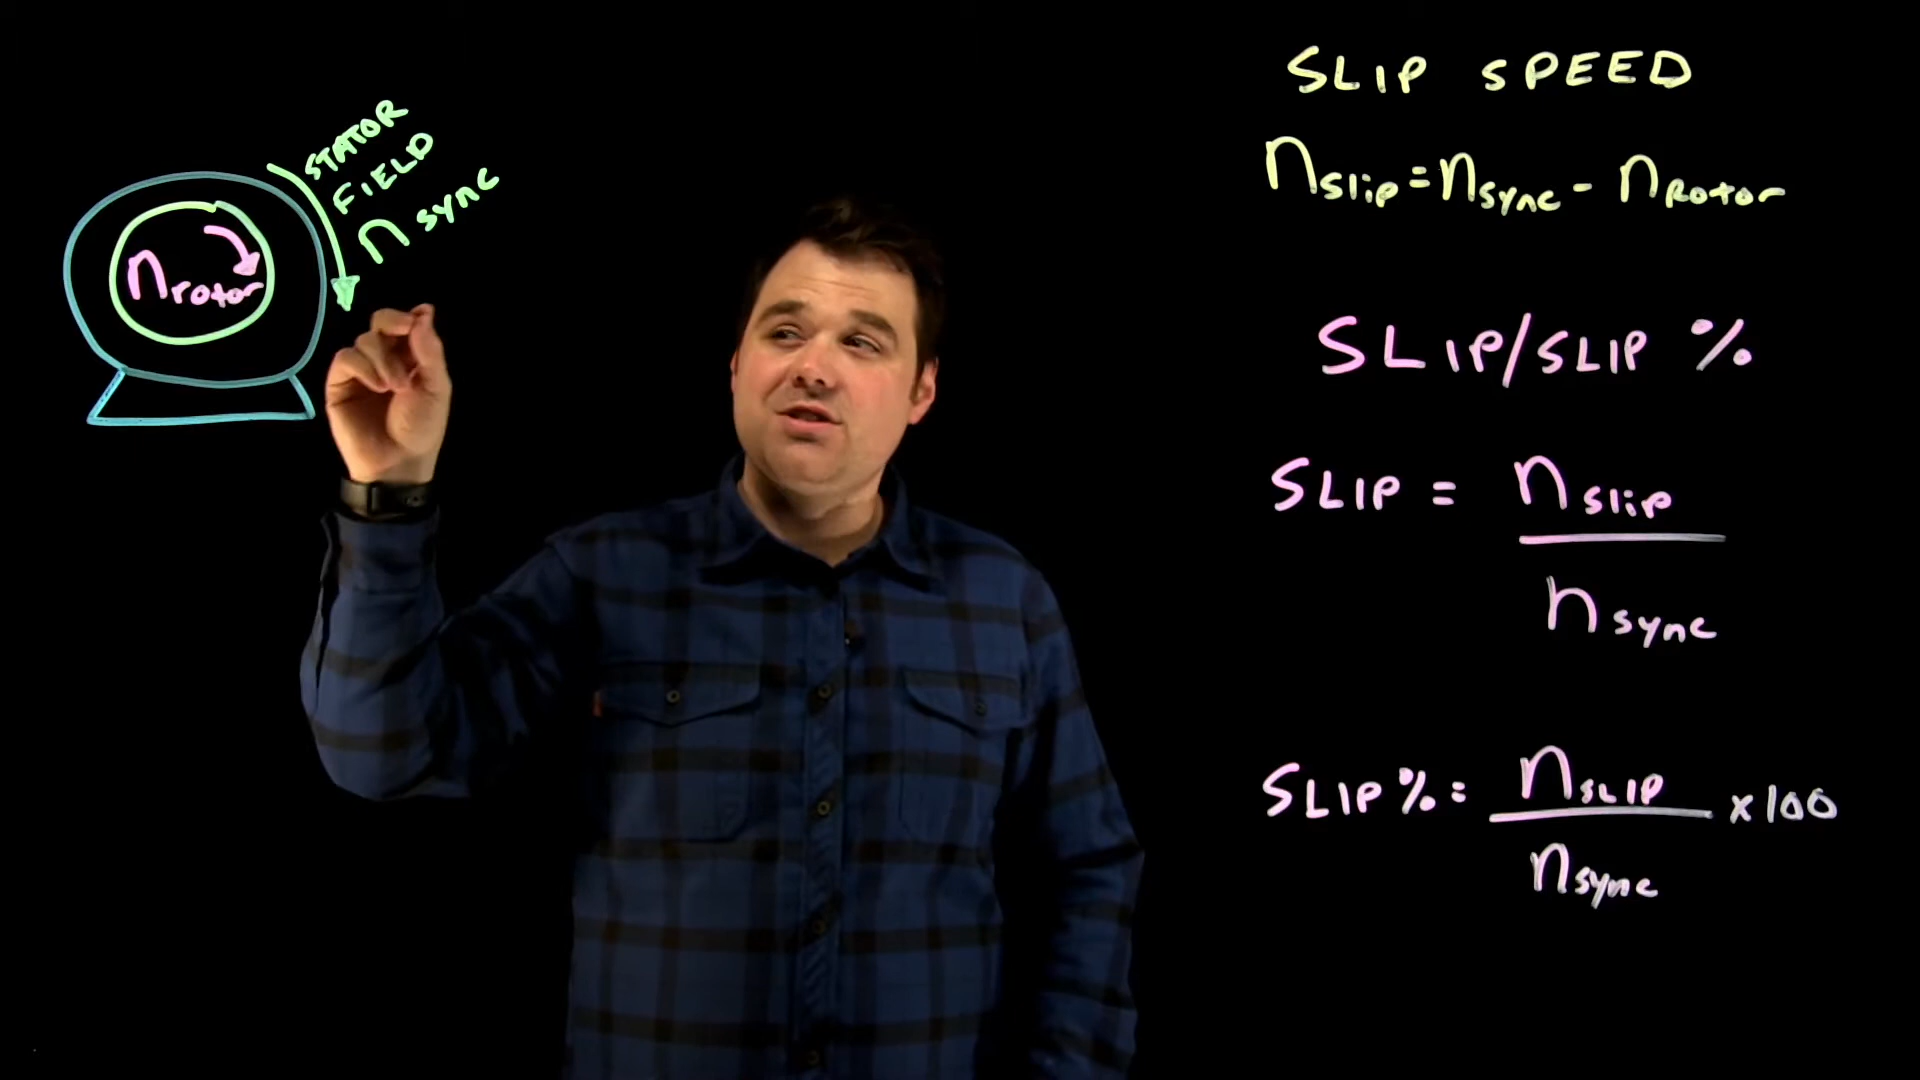 STATOR
FIELD
n sync
n rotor
SLIP SPEED
n slip = n sync - n Rotor
SLIP/SLIP %
SLIP = n slip
n sync
SLIP % = n SLIP x 100
n sync